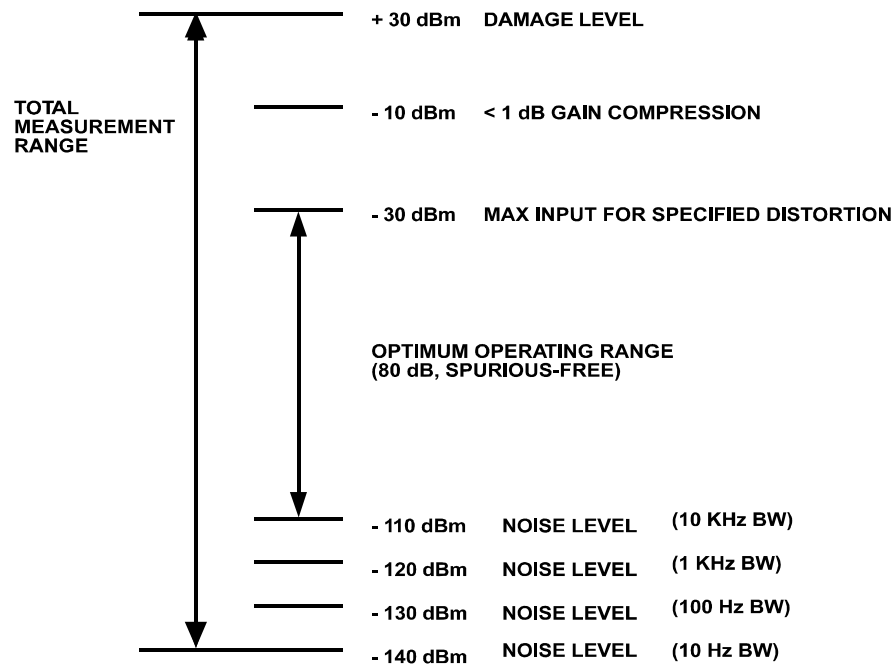 + 30 dBm DAMAGE LEVEL
TOTAL
MEASUREMENT
RANGE
- 10 dBm < 1 dB GAIN COMPRESSION
- 30 dBm MAX INPUT FOR SPECIFIED DISTORTION
OPTIMUM OPERATING RANGE
(80 dB, SPURIOUS-FREE)
- 110 dBm NOISE LEVEL (10 KHz BW)
- 120 dBm NOISE LEVEL (1 KHz BW)
- 130 dBm NOISE LEVEL (100 Hz BW)
- 140 dBm NOISE LEVEL (10 Hz BW)